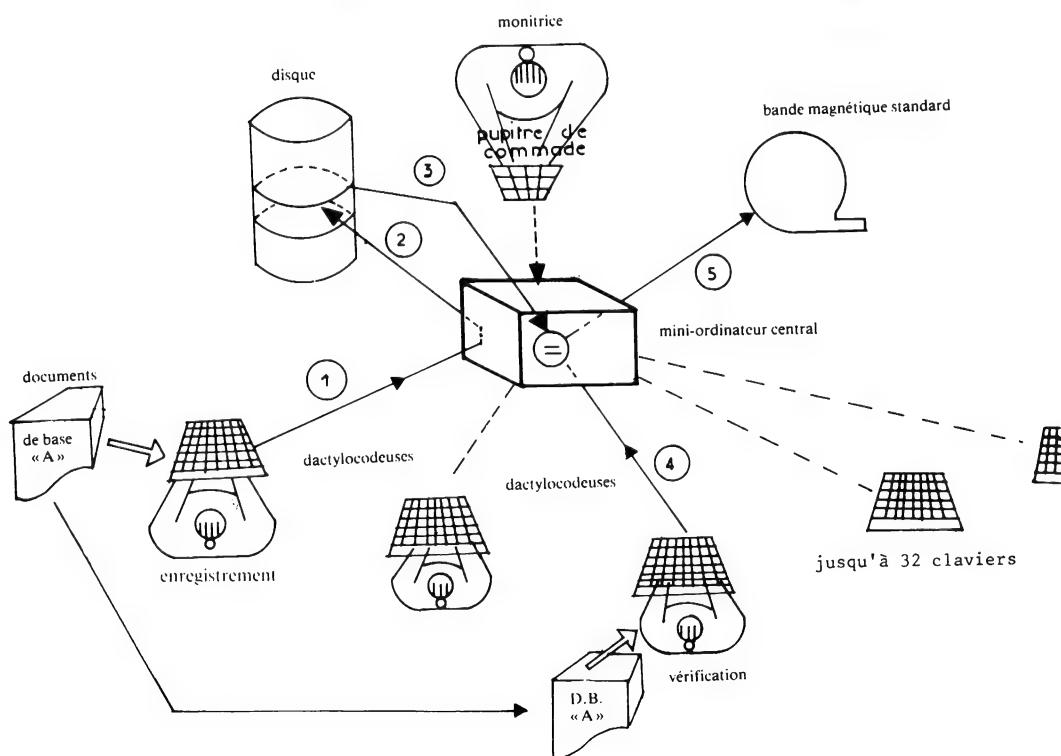 monitrice
disque
bande magnétique standard
pupitre de
commade
3
2
5
=
mini-ordinateur central
documents
1
de base
« A »
dactylocodeuses
4
dactylocodeuses
jusqu'à 32 claviers
enregistrement
vérification
D.B.
« A »